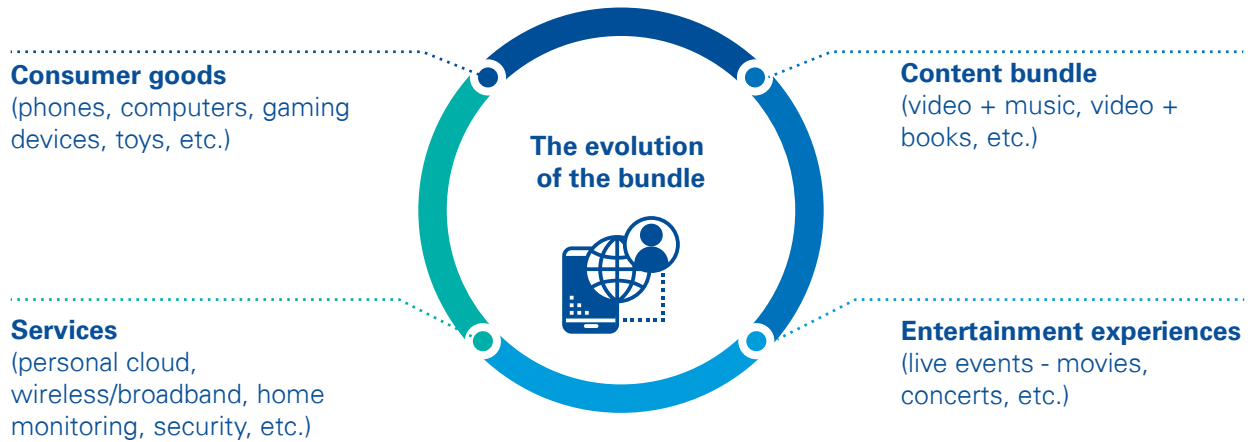 Consumer goods
(phones, computers, gaming
devices, toys, etc.)
Content bundle
(video + music, video +
books, etc.)
The evolution
of the bundle
Services
(personal cloud,
wireless/broadband, home
monitoring, security, etc.)
Entertainment experiences
(live events - movies,
concerts, etc.)